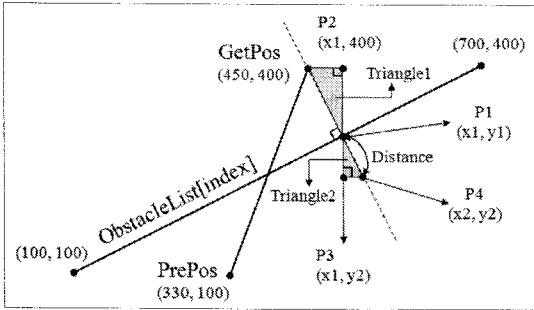 P2
(x1, 400)
(700, 400)
GetPos
(450, 400)
Triangle1
P1
(x1, y1)
Distance
ObstacleList[index]
Triangle2
P4
(x2, y2)
P3
(x1, y2)
(100, 100)
PrePos
(330, 100)